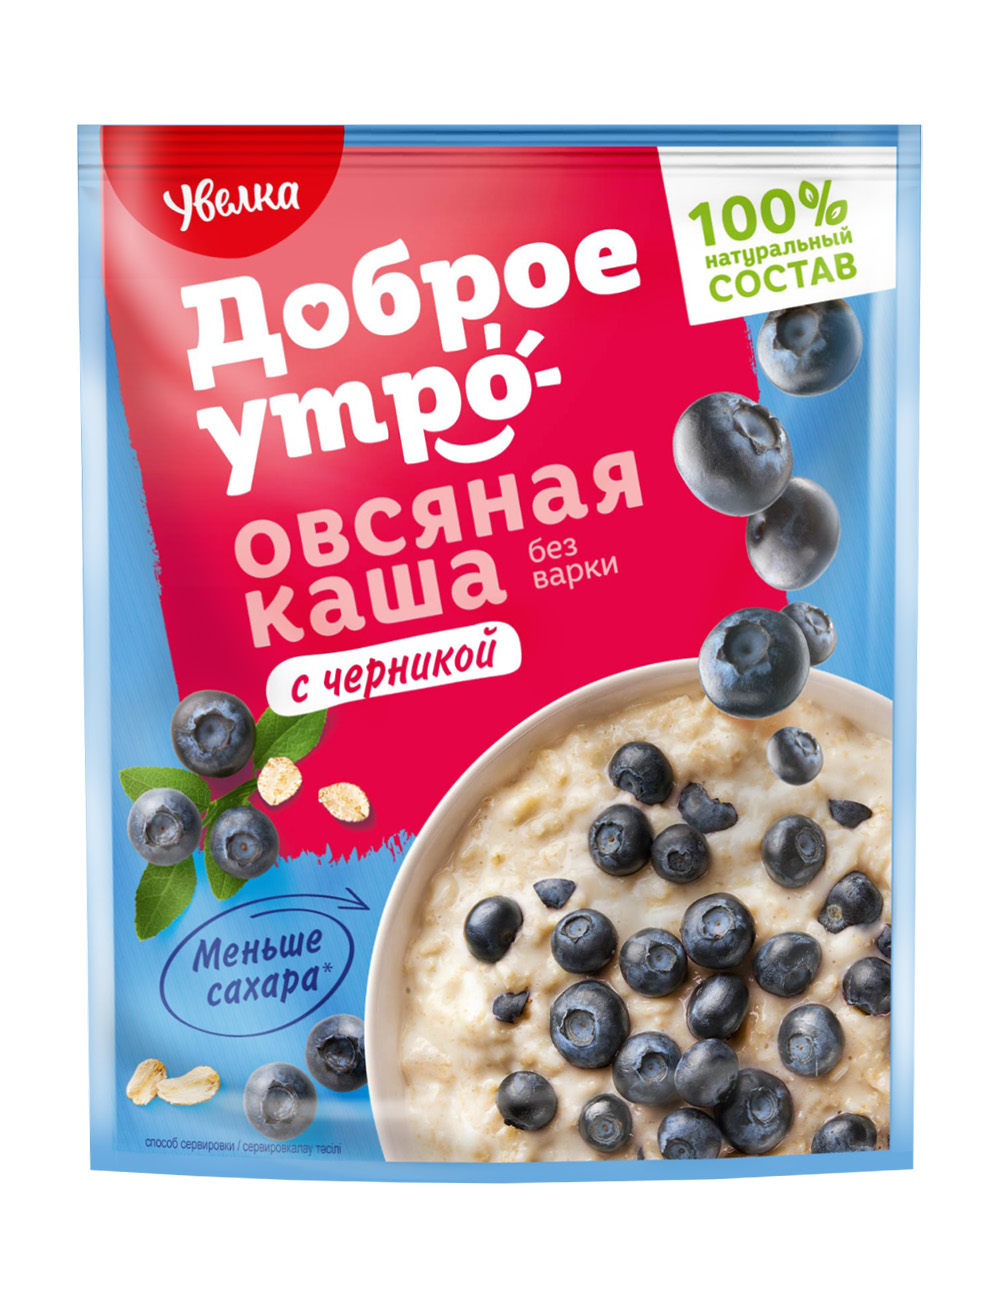 Увелка
100%
натуральный
СОСТАВ
Доброе
утро
овсяная
каша
без
варки
с черникой
Меньше
сахара*
способ сервировки / сервировкалау тәсілі